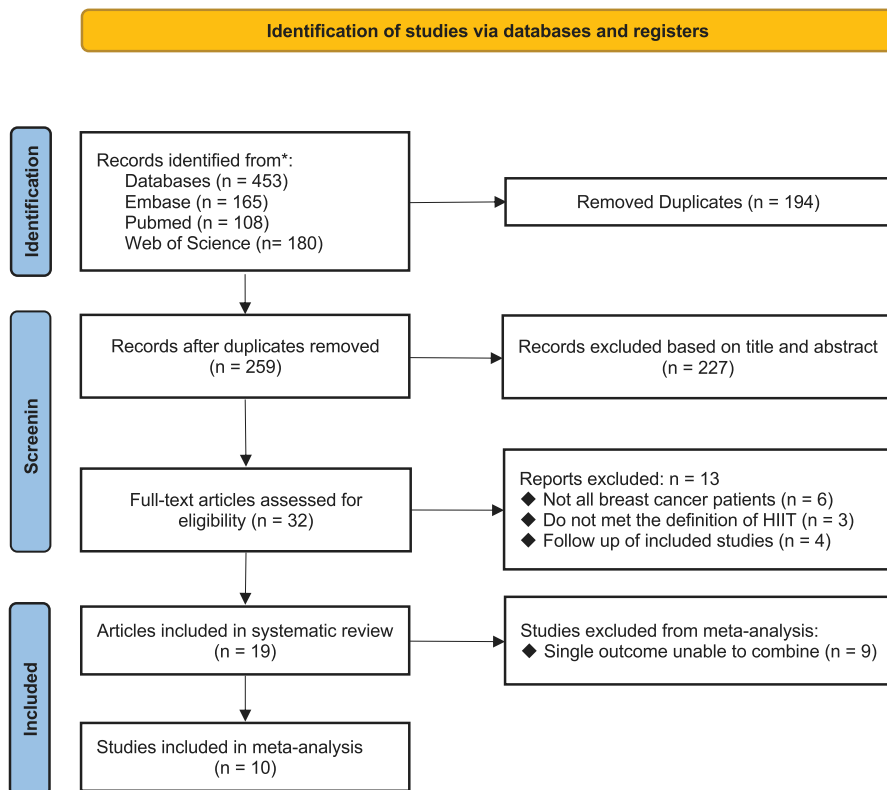 Identification of studies via databases and registers
Identification
Records identified from*:
Databases (n = 453)
Embase (n = 165)
Pubmed (n = 108)
Web of Science (n= 180)
Removed Duplicates (n = 194)
Screenin
Records after duplicates removed
(n = 259)
Records excluded based on title and abstract
(n = 227)
Full-text articles assessed for
eligibility (n = 32)
Reports excluded: n = 13
◆ Not all breast cancer patients (n = 6)
◆ Do not met the definition of HIIT (n = 3)
◆ Follow up of included studies (n = 4)
Included
Articles included in systematic review
(n = 19)
Studies excluded from meta-analysis:
◆ Single outcome unable to combine (n = 9)
Studies included in meta-analysis
(n = 10)